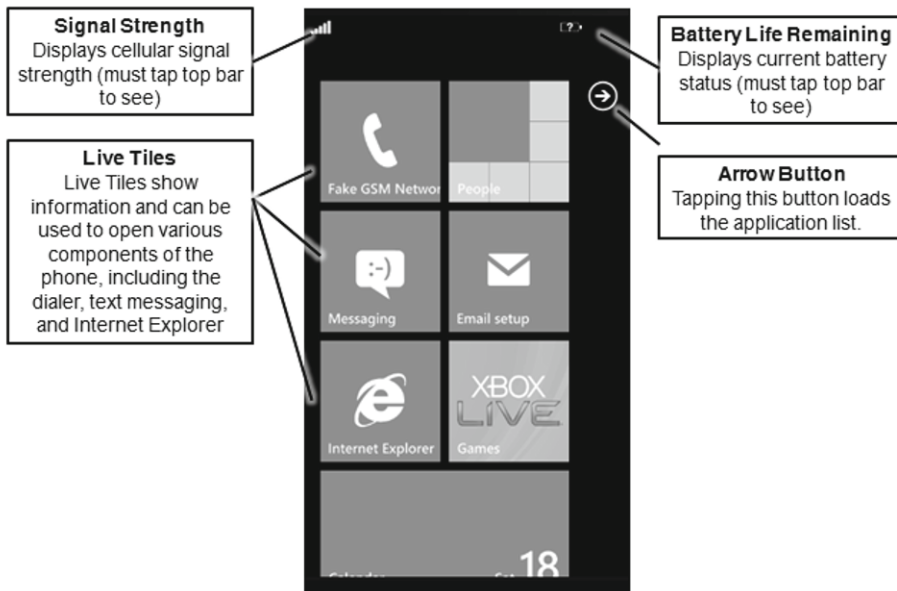 Signal Strength
Displays cellular signal
strength (must tap top bar
to see)
Live Tiles
Live Tiles show
information and can be
used to open various
components of the
phone, including the
dialer, text messaging,
and Internet Explorer
?
Fake GSM Networ
People
:-)
Messaging
Email setup
Internet Explorer
XBOX
LIVE
Games
Calendar
Sat 18
Battery Life Remaining
Displays current battery
status (must tap top bar
to see)
Arrow Button
Tapping this button loads
the application list.